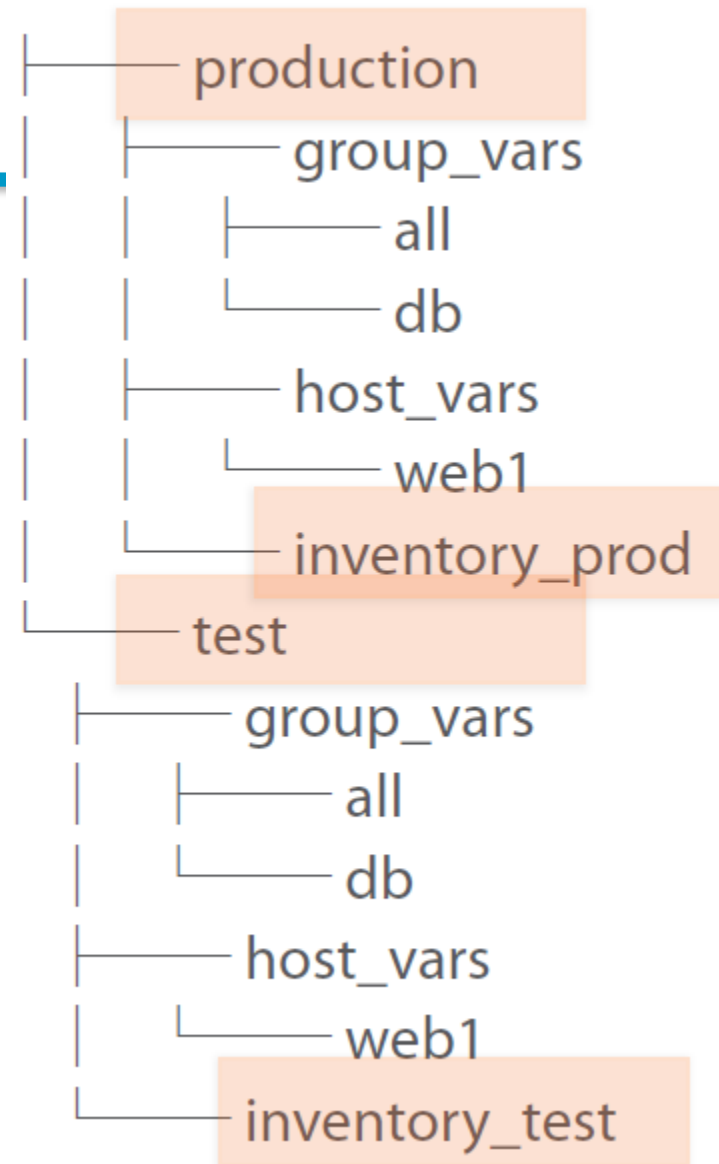 production
group_vars
all
db
host_vars
web1
inventory_prod
test
group_vars
all
db
host_vars
web1
inventory_test